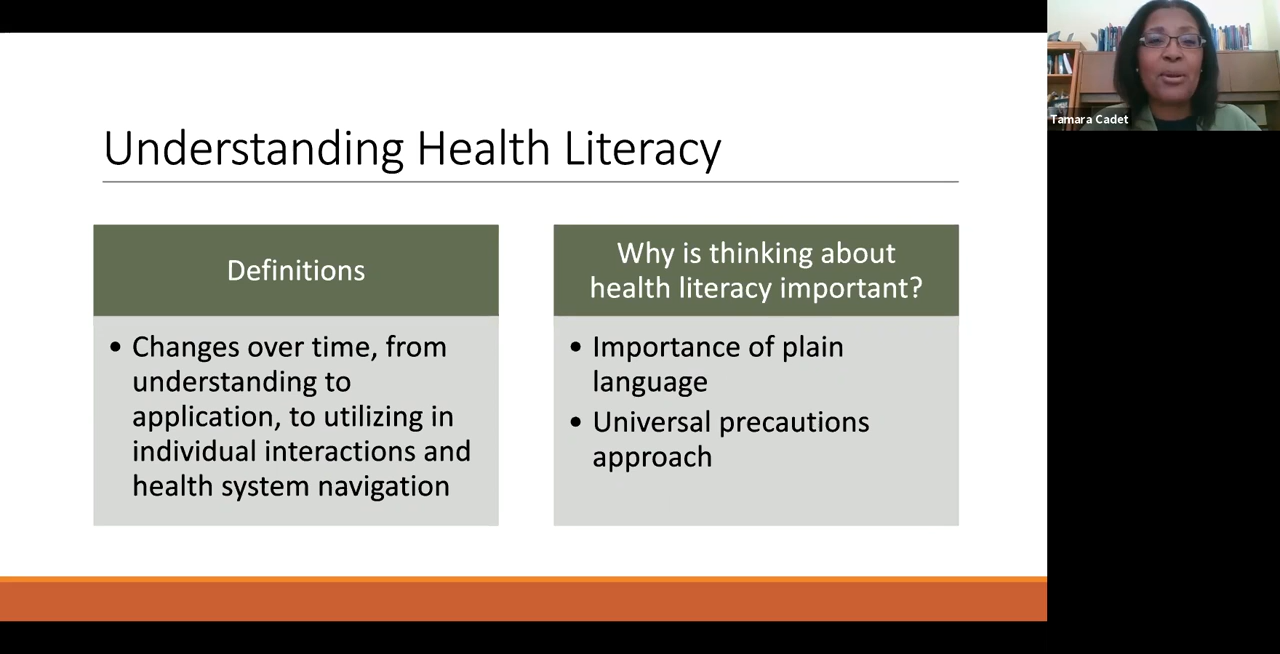 Understanding Health Literacy
Definitions
• Changes over time, from
understanding to
application, to utilizing in
individual interactions and
health system navigation
Why is thinking about
health literacy important?
• Importance of plain
language
• Universal precautions
approach
Tamara Cadet